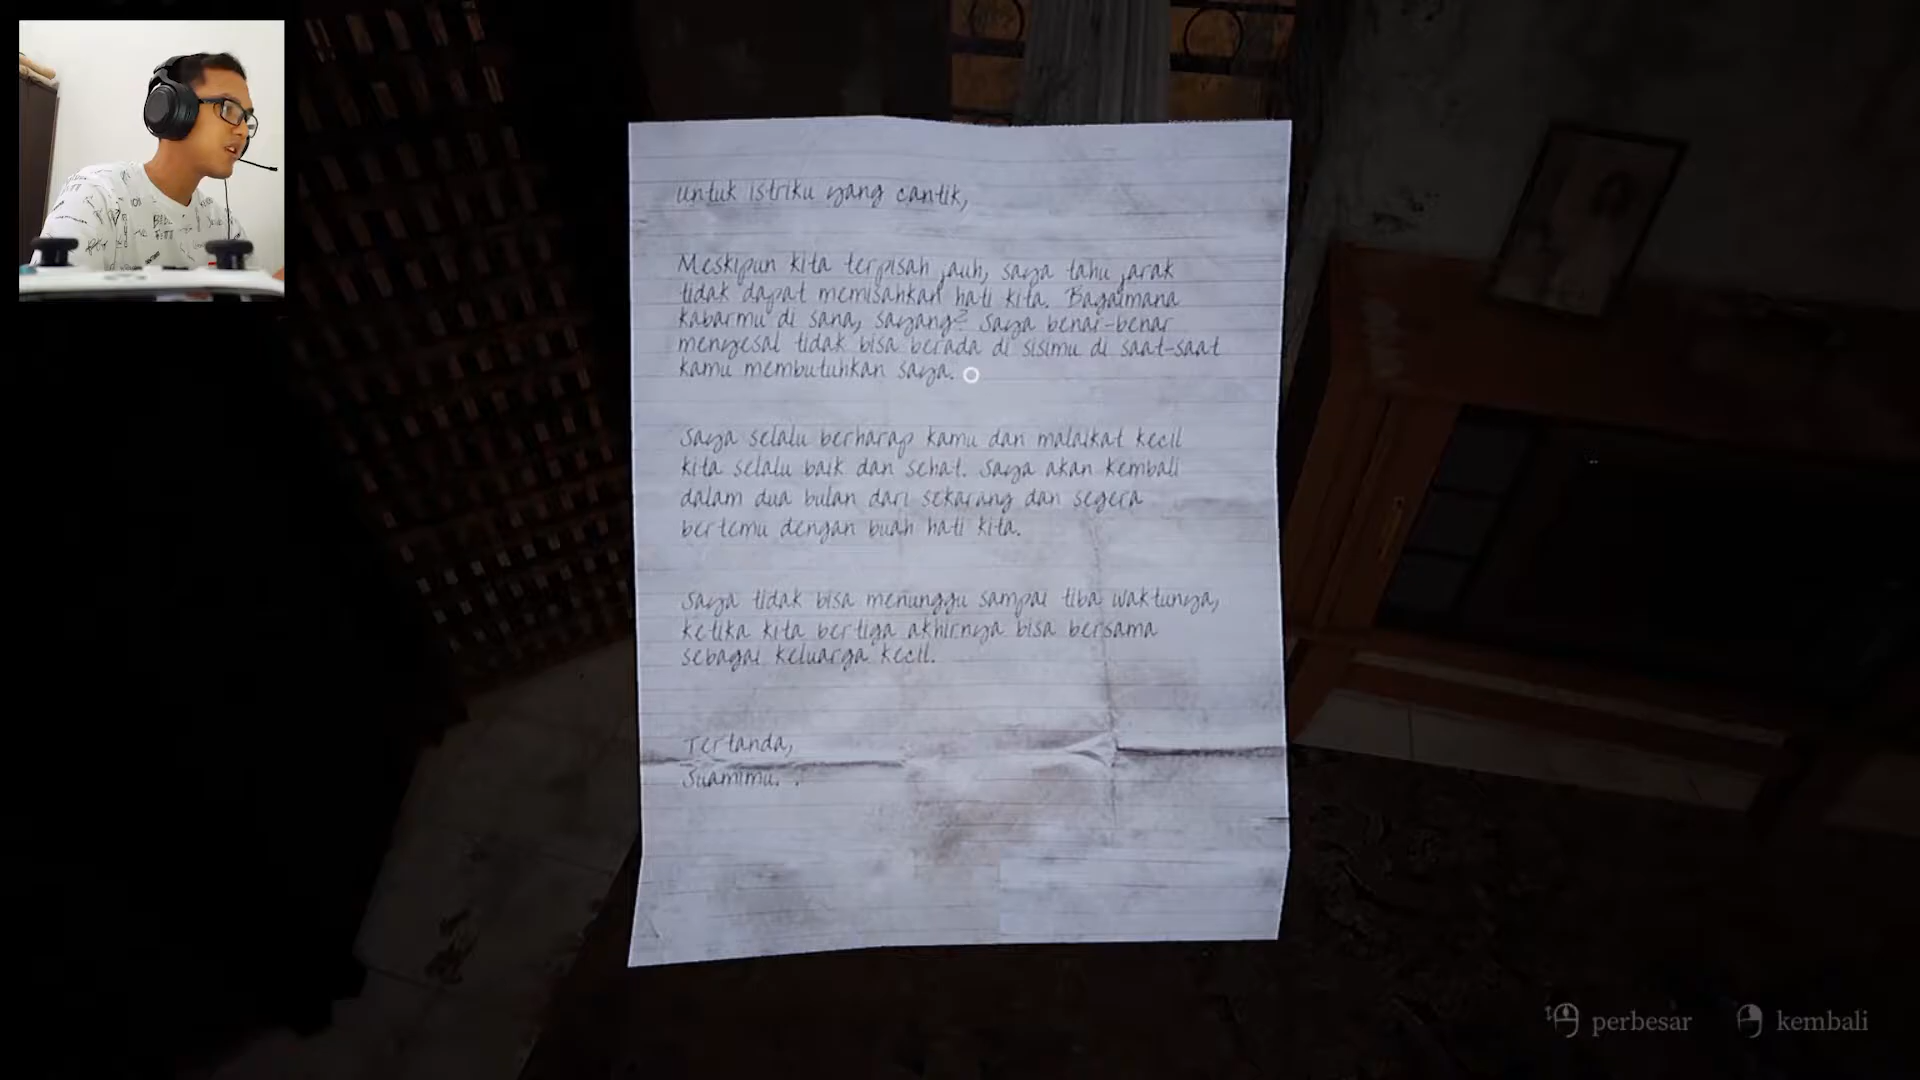 untuk istriku yang cantik,
Meskipun kita terpisah jauh, saya tahu jarak
tidak dapat memisahkan hati kita. Bagaimana
kabarmu di sana, sayang? Saya benar-benar
menyesal tidak bisa berada di sisimu di saat-saat
kamu membutuhkan saya.
Saya selalu berharap kamu dan malaikat kecil
kita selalu baik dan sehat. Saya akan kembali
dalam dua bulan dari sekarang dan segera
bertemu dengan buah hati kita.
Saya tidak bisa menunggu sampai tiba waktunya,
ketika kita bertiga akhirnya bisa bersama
sebagai keluarga kecil.
Tertanda,
Suamimu.
perbesar
kembali